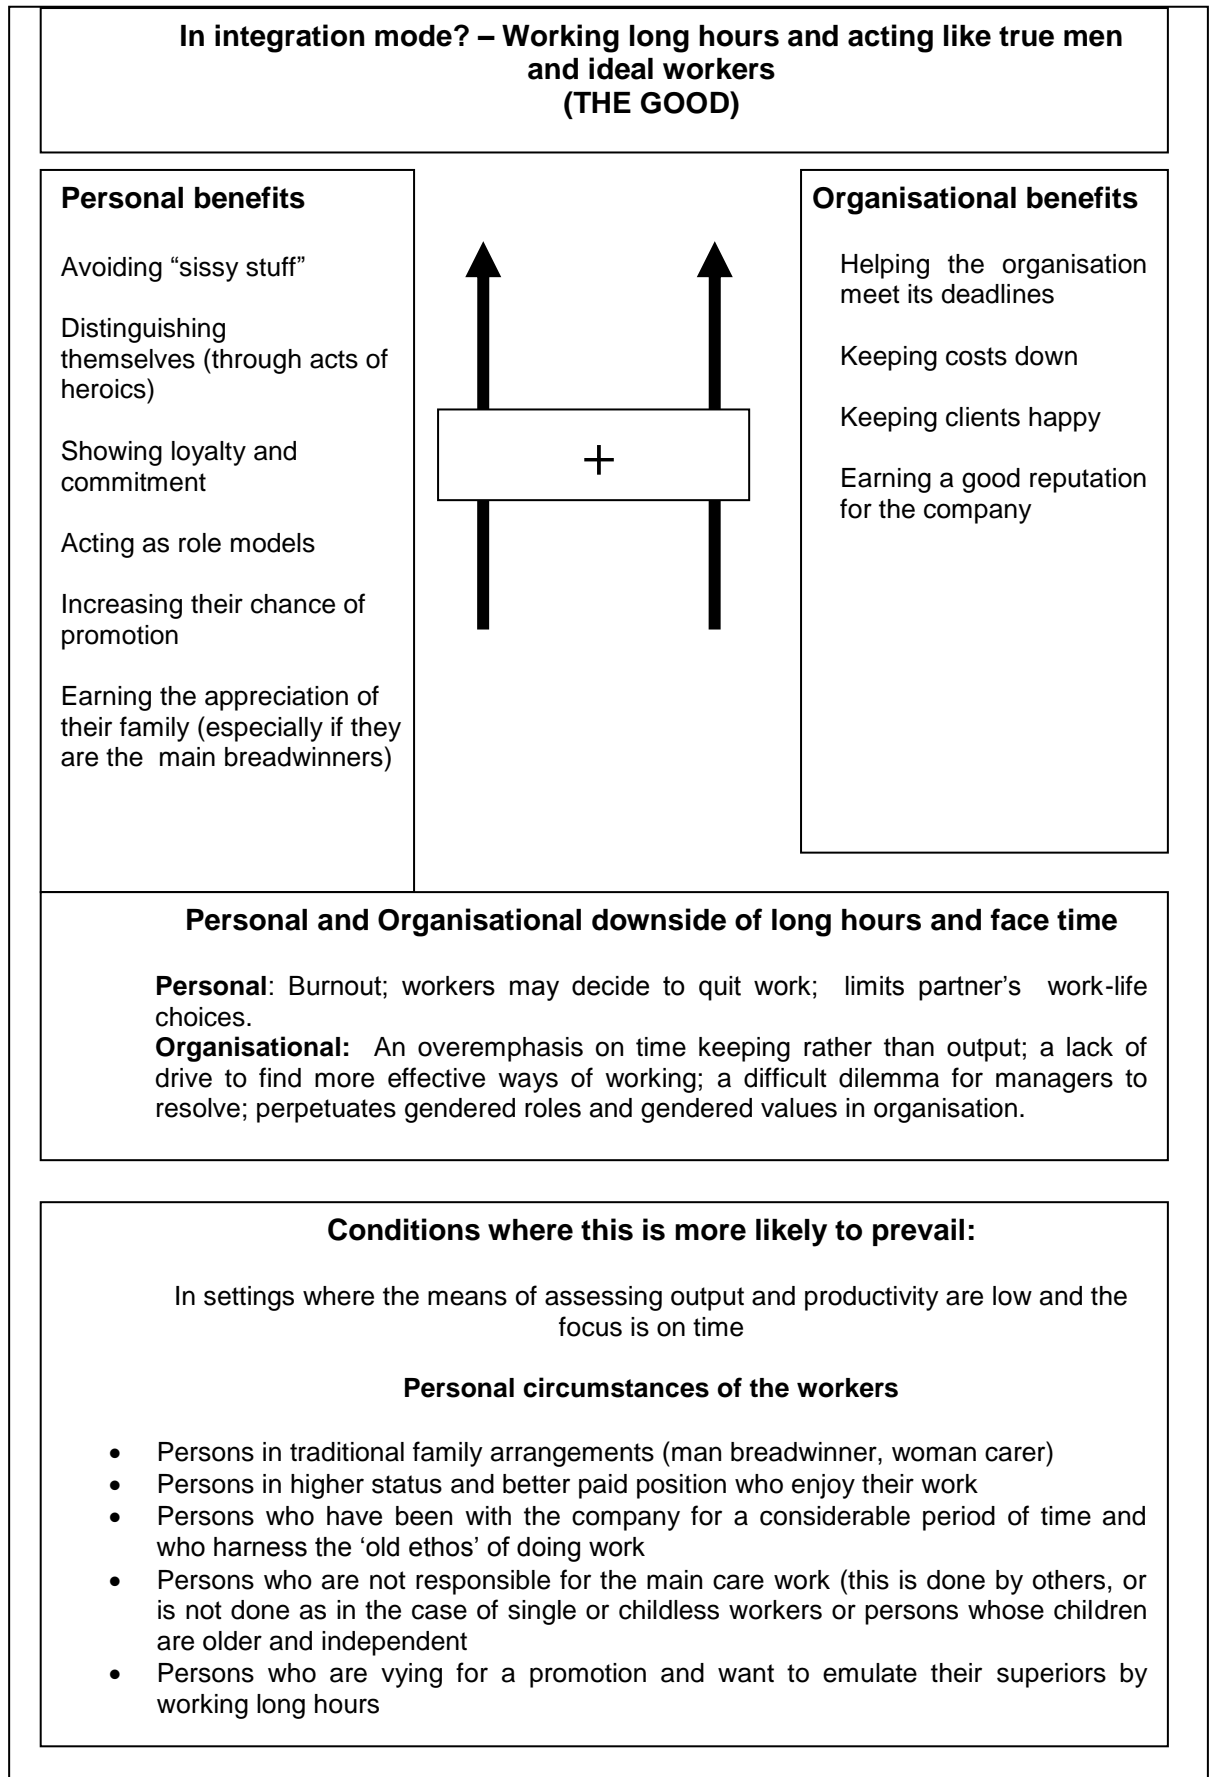 In integration mode? – Working long hours and acting like true men
and ideal workers
(THE GOOD)
Personal benefits
Avoiding “sissy stuff”
Distinguishing
themselves (through acts of
heroics)
Showing loyalty and
commitment
Acting as role models
Increasing their chance of
promotion
Earning the appreciation of
their family (especially if they
are the main breadwinners)
+
Organisational benefits
Helping the organisation
meet its deadlines
Keeping costs down
Keeping clients happy
Earning a good reputation
for the company
Personal and Organisational downside of long hours and face time
Personal: Burnout; workers may decide to quit work; limits partner’s work-life
choices.
Organisational: An overemphasis on time keeping rather than output; a lack of
drive to find more effective ways of working; a difficult dilemma for managers to
resolve; perpetuates gendered roles and gendered values in organisation.
Conditions where this is more likely to prevail:
In settings where the means of assessing output and productivity are low and the
focus is on time
Personal circumstances of the workers
• Persons in traditional family arrangements (man breadwinner, woman carer)
• Persons in higher status and better paid position who enjoy their work
• Persons who have been with the company for a considerable period of time and
who harness the ‘old ethos’ of doing work
• Persons who are not responsible for the main care work (this is done by others, or
is not done as in the case of single or childless workers or persons whose children
are older and independent
• Persons who are vying for a promotion and want to emulate their superiors by
working long hours